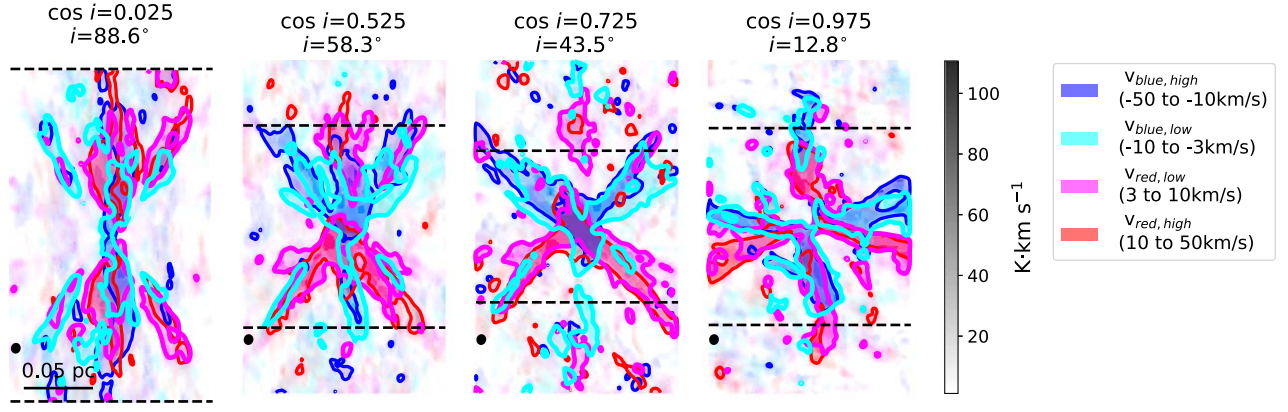 cos i=0.025
i=88.6°
cos i=0.525
i=58.3°
cos i=0.725
i=43.5°
cos i=0.975
i=12.8°
0.05 pc
100
80
60
40
20
K·km s⁻¹
v_blue,high
(-50 to -10km/s)
v_blue,low
(-10 to -3km/s)
v_red,low
(3 to 10km/s)
v_red,high
(10 to 50km/s)